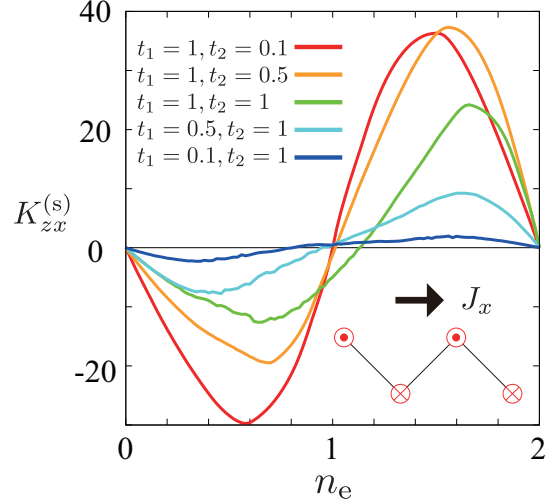 40
t₁ = 1, t₂ = 0.1
t₁ = 1, t₂ = 0.5
t₁ = 1, t₂ = 1
t₁ = 0.5, t₂ = 1
t₁ = 0.1, t₂ = 1
20
K_{zx}^{(s)}
0
J_x
-20
0 1 2
n_e